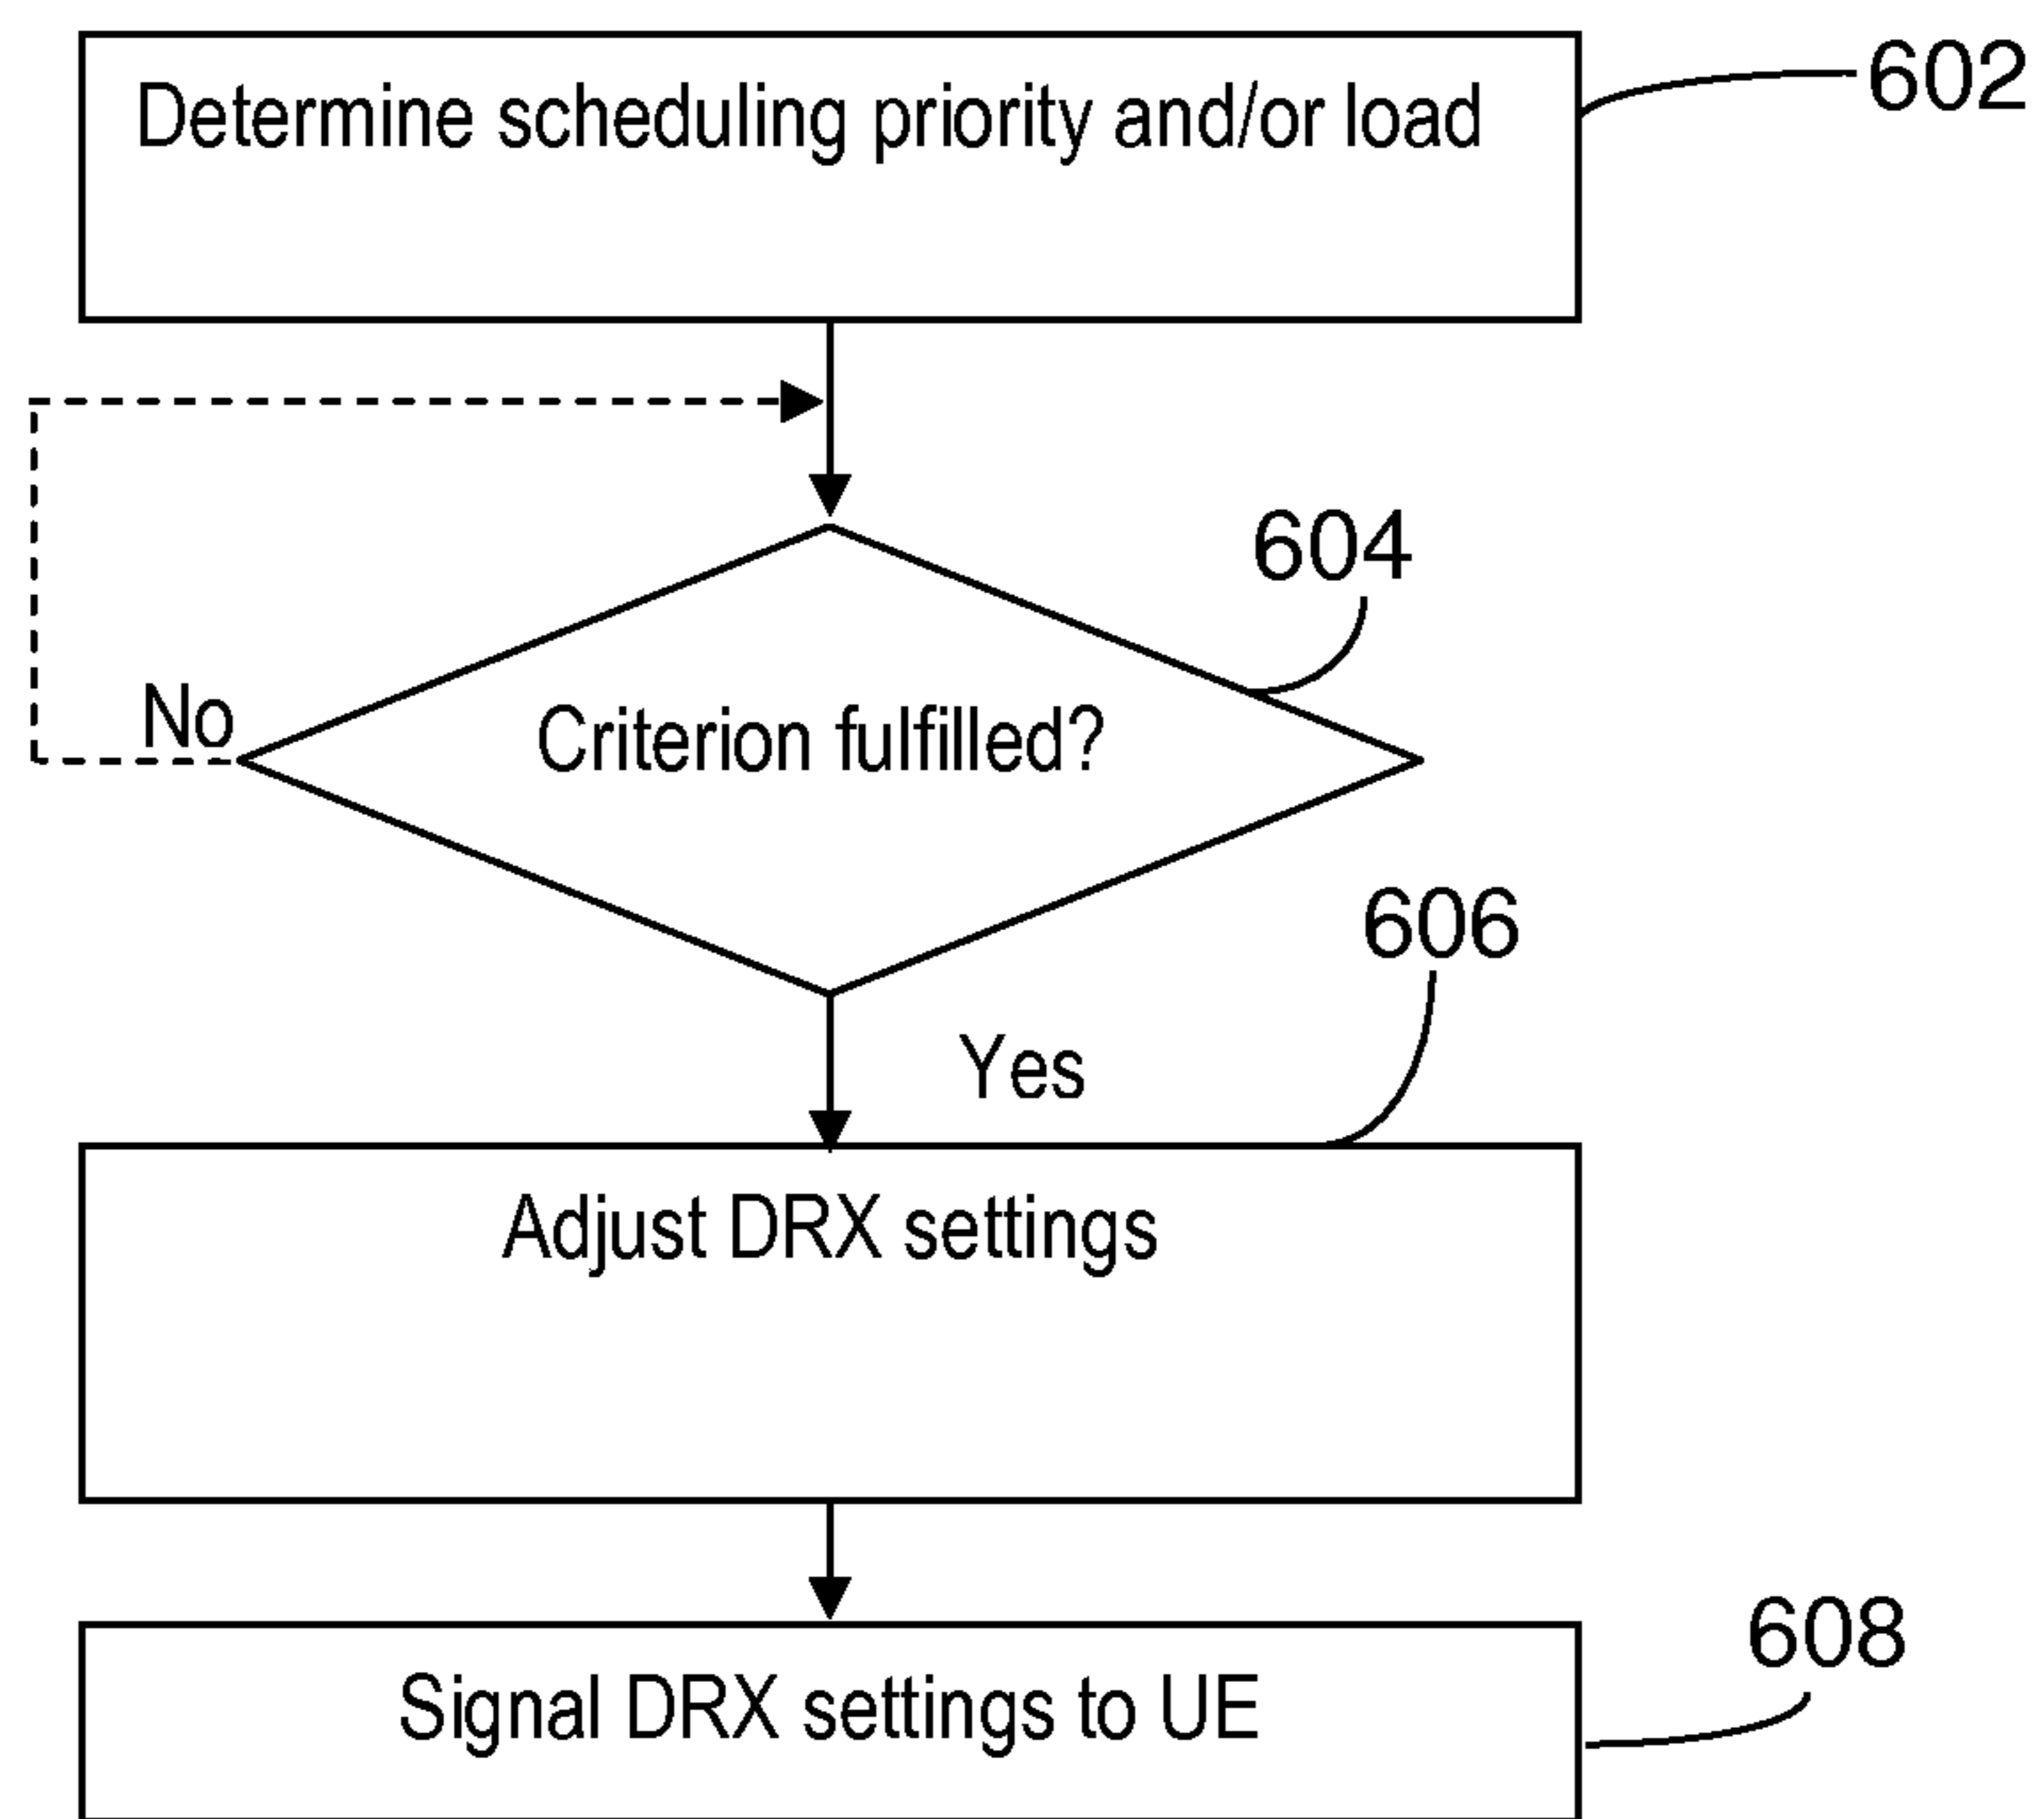 Determine scheduling priority and/or load
602
604
No
Criterion fulfilled?
606
Yes
Adjust DRX settings
Signal DRX settings to UE
608